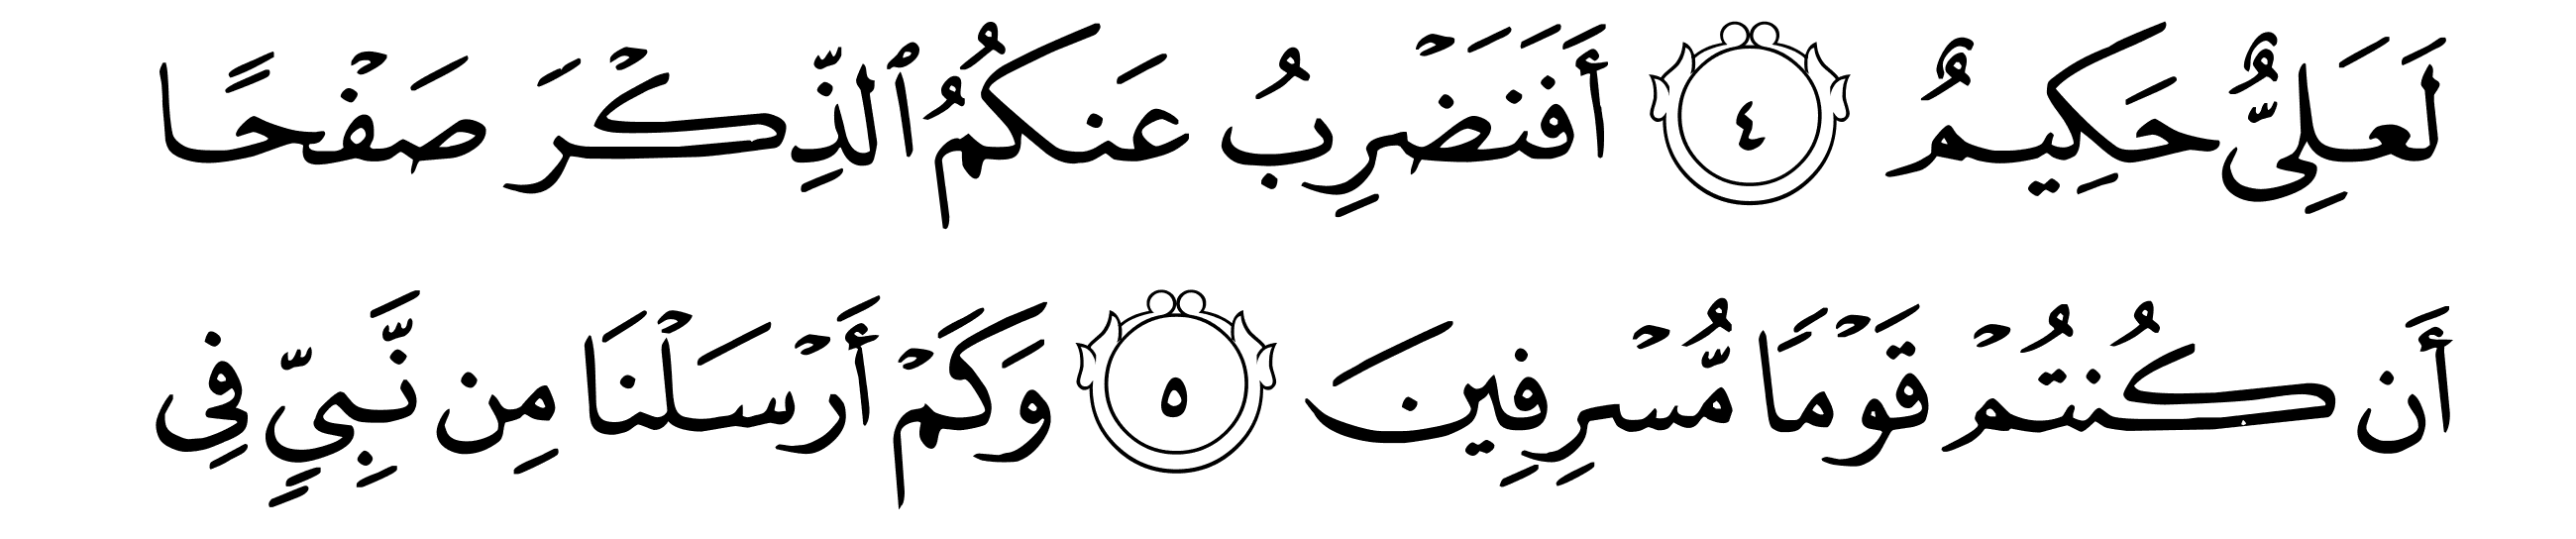 لَعَلِىٌّ حَكِيمٌ ٤ أَفَنَضْرِبُ عَنكُمُ ٱلذِّكْرَ صَفْحًا
أَن كُنتُمْ قَوْمًا مُّسْرِفِينَ ٥ وَكَمْ أَرْسَلْنَا مِن نَّبِيٍّ فِى